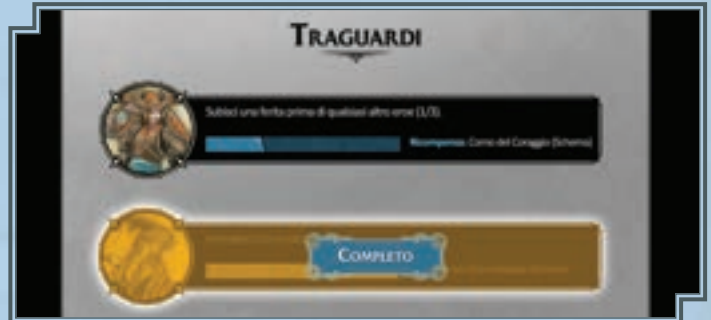 TRAGUARDI
Subisci una ferita prima di qualsiasi altro eroe (1/3).
Ricompensa: Corno del Coraggio (Schema)
COMPLETO